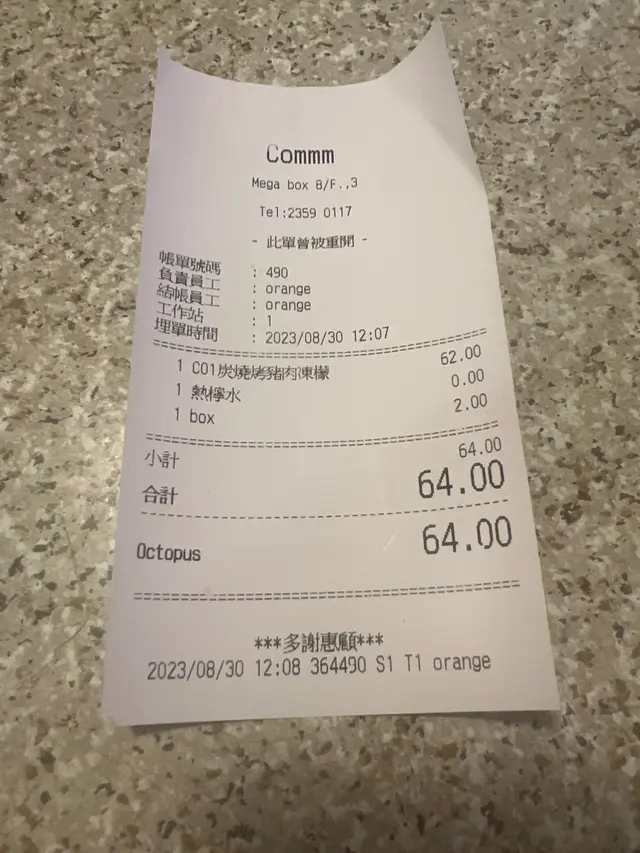 Commm
Mega box 8/F.,3
Tel:2359 0117
- 此單曾被重開 -
帳單號碼 : 490
負責員工 : orange
結帳員工 : orange
工作站 : 1
埋單時間 : 2023/08/30 12:07
1 C01炭燒烤豬肉凍檬 62.00
1 熱檸水 0.00
1 box 2.00
小計 64.00
合計 64.00
Octopus 64.00
***多謝惠顧***
2023/08/30 12:08 364490 S1 T1 orange